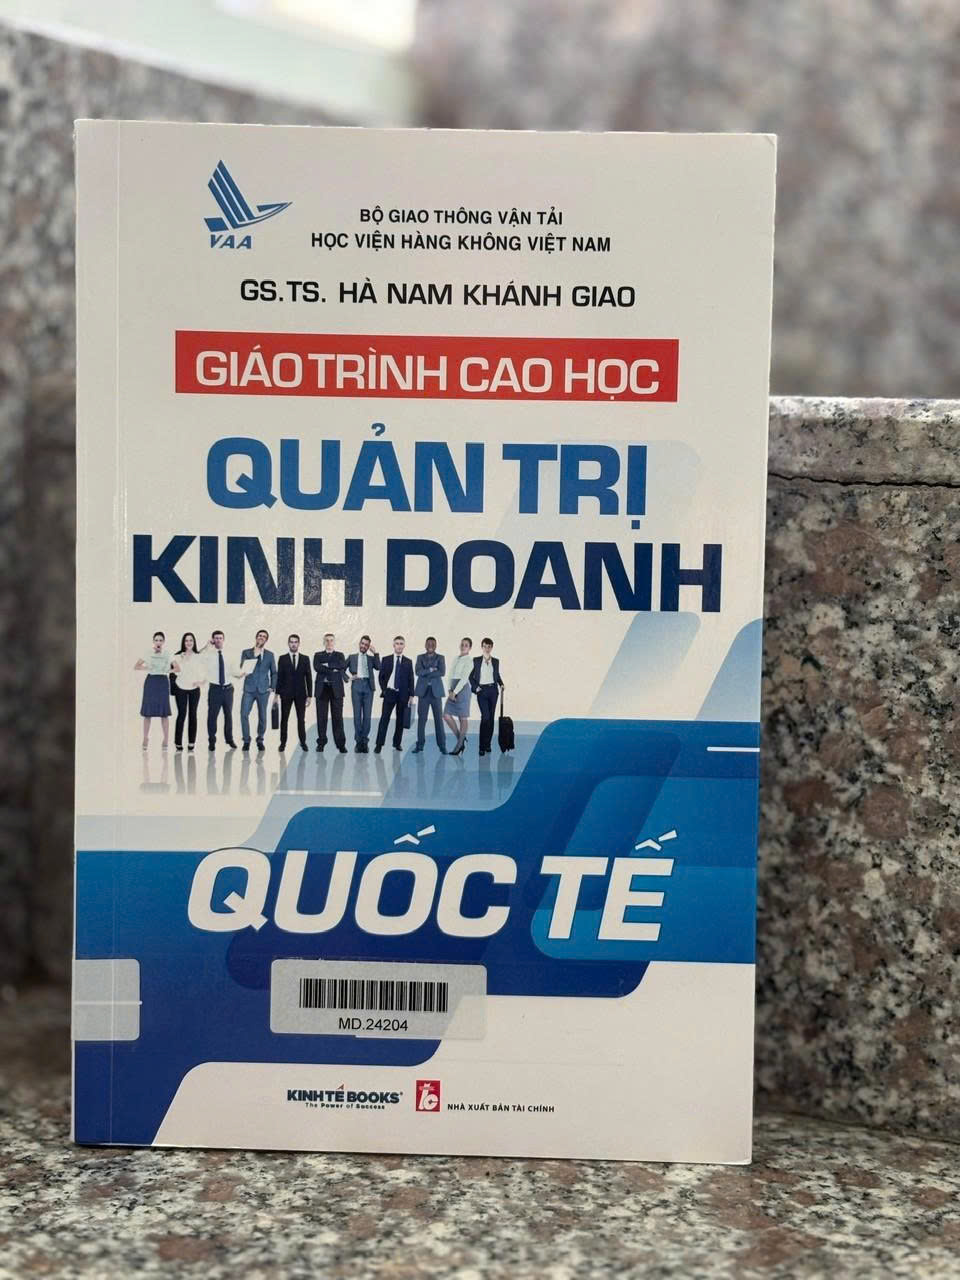 VAA
BỘ GIAO THÔNG VẬN TẢI
HỌC VIỆN HÀNG KHÔNG VIỆT NAM
GS.TS. HÀ NAM KHÁNH GIAO
GIÁO TRÌNH CAO HỌC
QUẢN TRỊ
KINH DOANH
QUỐC TẾ
MD.24204
KINH TẾ BOOKS®
The Power of Success
NHÀ XUẤT BẢN TÀI CHÍNH